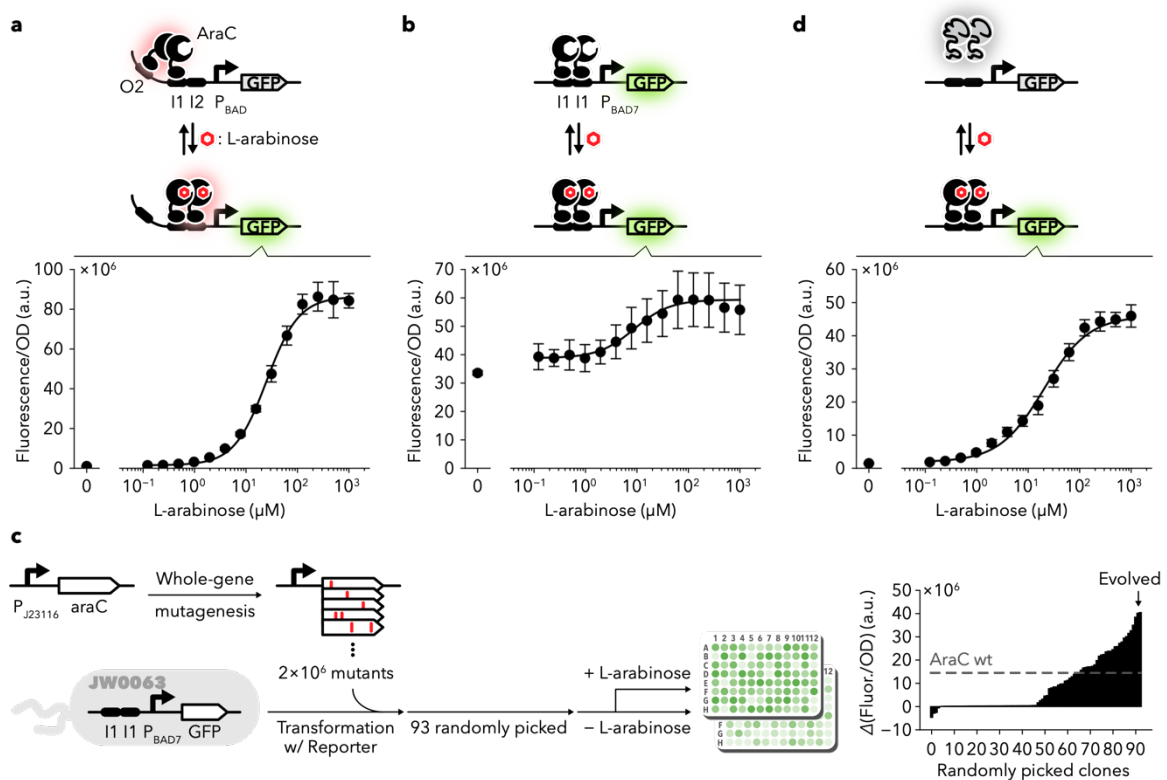 a
AraC
O2
GFP
I1 I2 P_BAD
: L-arabinose
GFP
100
×10⁶
80
60
40
20
0
Fluorescence/OD (a.u.)
0
10⁻¹ 10⁰ 10¹ 10² 10³
L-arabinose (μM)
b
GFP
I1 I1 P_BAD7
GFP
70
×10⁶
60
50
40
30
20
10
0
Fluorescence/OD (a.u.)
0
10⁻¹ 10⁰ 10¹ 10² 10³
L-arabinose (μM)
d
GFP
GFP
60
×10⁶
50
40
30
20
10
0
Fluorescence/OD (a.u.)
0
10⁻¹ 10⁰ 10¹ 10² 10³
L-arabinose (μM)
c
P_J23116 araC
Whole-gene
mutagenesis
2×10⁶ mutants
JW0063
I1 I1 P_BAD7 GFP
Transformation
w/ Reporter
93 randomly picked
+ L-arabinose
− L-arabinose
1 2 3 4 5 6 7 8 9 10 11 12
A
B
C
D
E
F
G
H
12
F
G
H
Evolved
50
×10⁶
40
30
20
10
0
−10
AraC wt
Δ(Fluor./OD) (a.u.)
0 10 20 30 40 50 60 70 80 90
Randomly picked clones